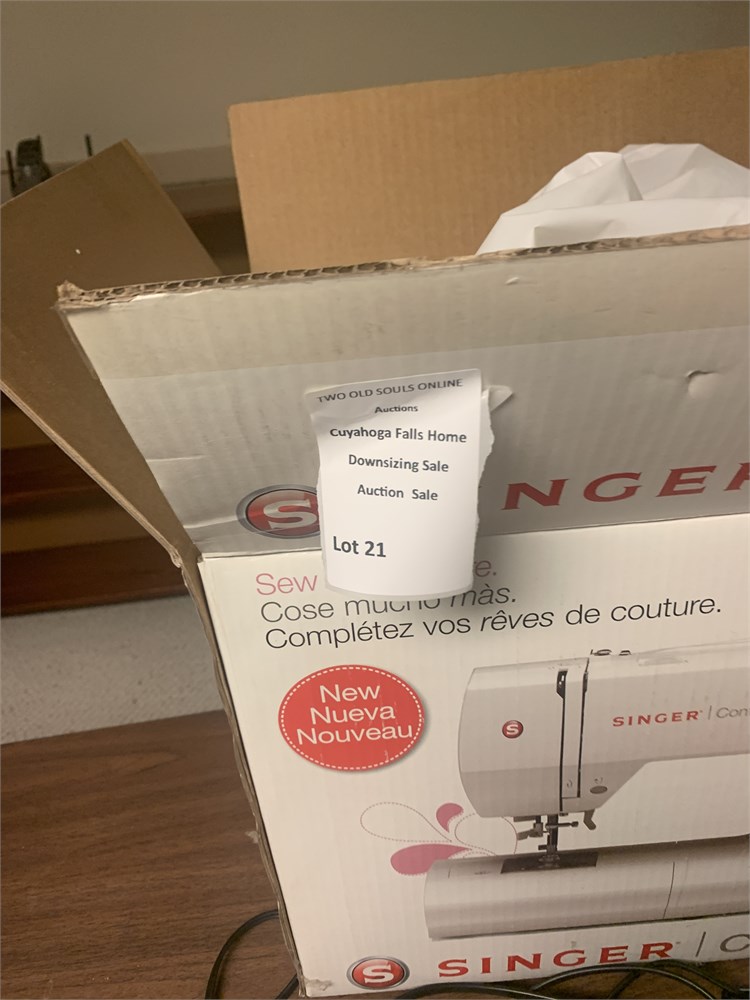 TWO OLD SOULS ONLINE
Auctions
Cuyahoga Falls Home
Downsizing Sale
Auction Sale
Lot 21
S
NGER
Sew
e.
Cose mucho màs.
Complétez vos rêves de couture.
New
Nueva
Nouveau
S
SINGER | Con
S
SINGER | C